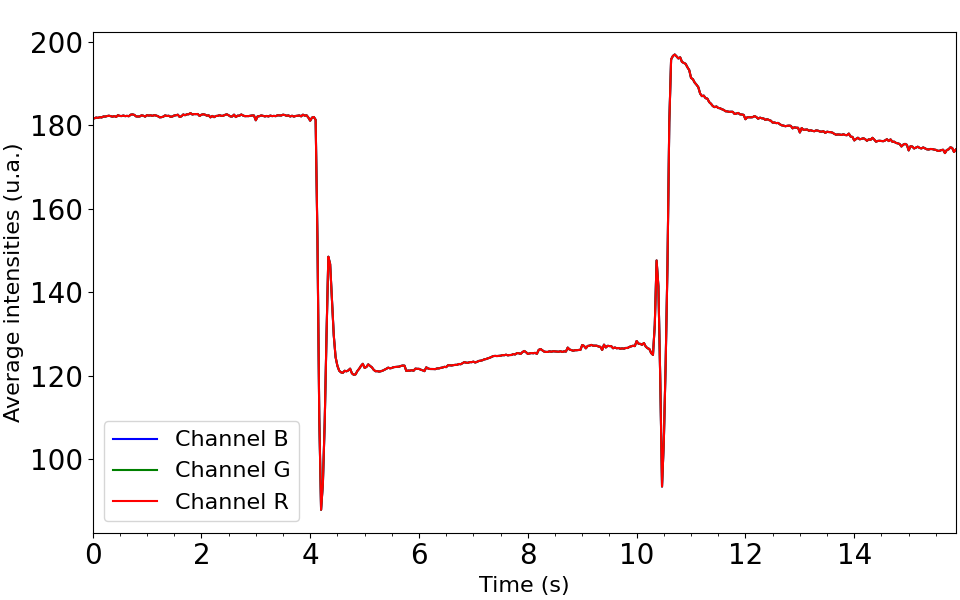 200
180
160
140
120
100
Average intensities (u.a.)
Channel B
Channel G
Channel R
0 2 4 6 8 10 12 14
Time (s)